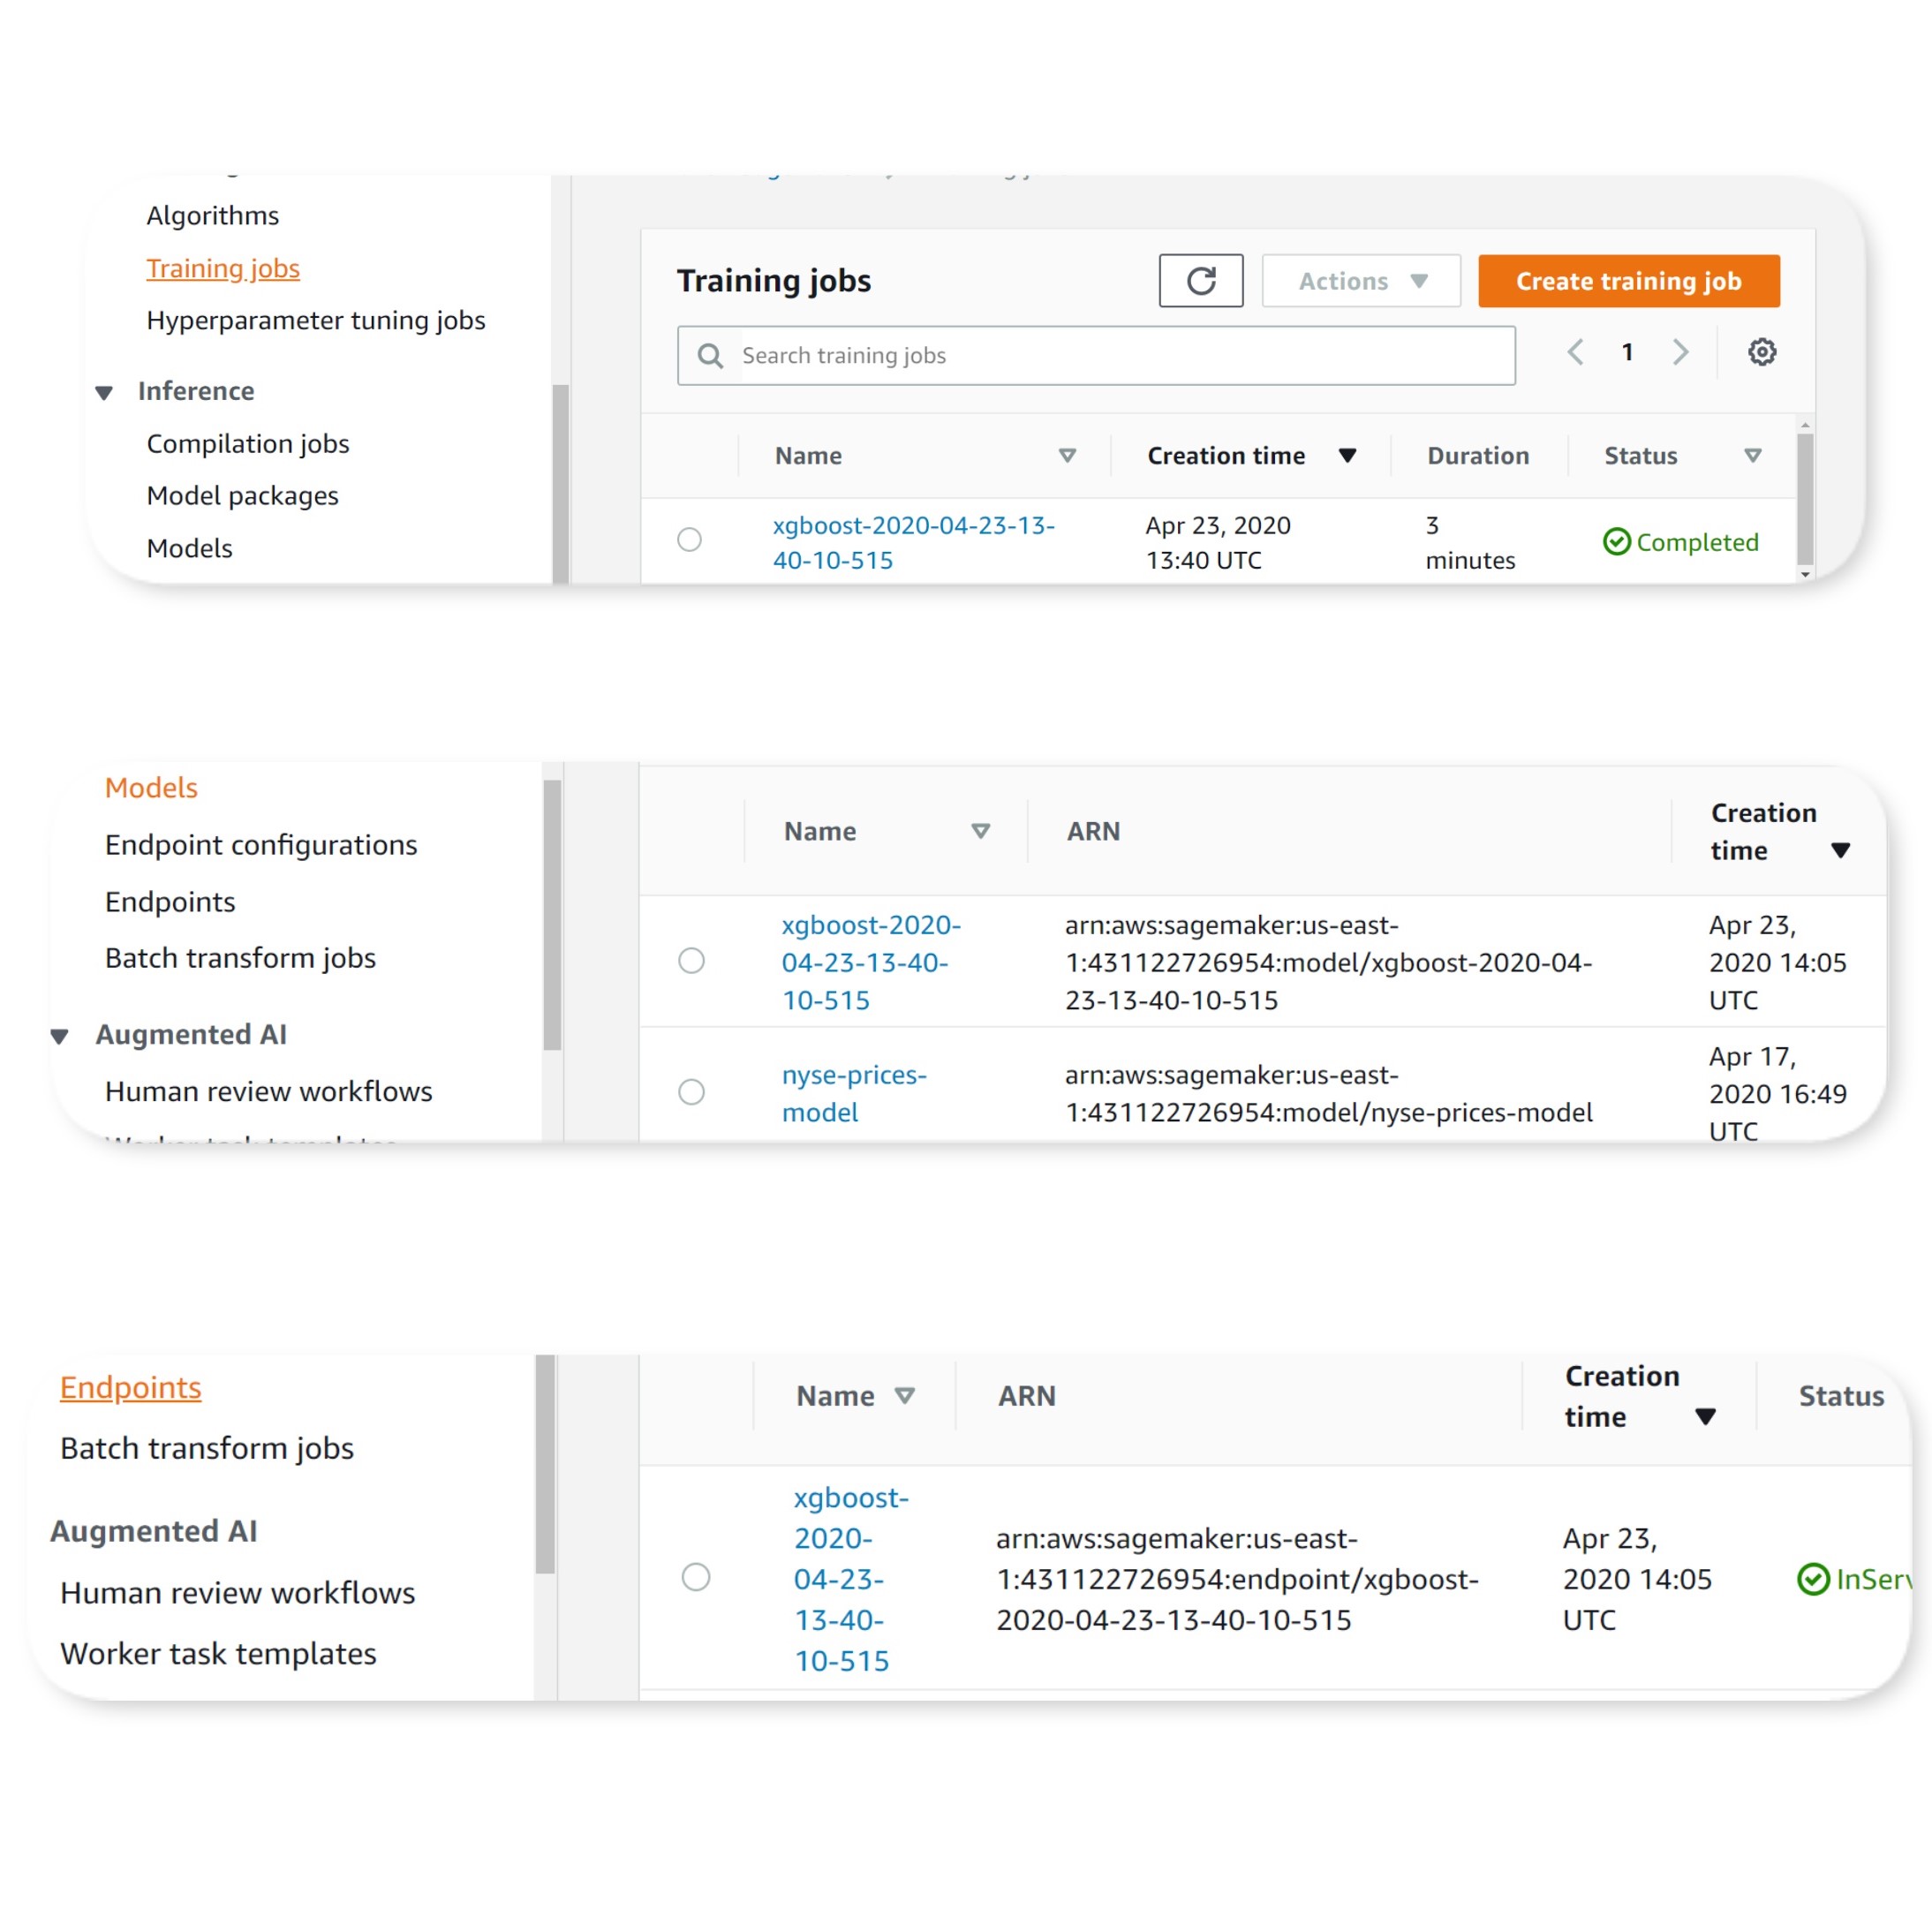 Algorithms
Training jobs
Hyperparameter tuning jobs
Inference
Compilation jobs
Model packages
Models
Training jobs
Actions
Create training job
Search training jobs
1
Name
Creation time
Duration
Status
xgboost-2020-04-23-13-
40-10-515
Apr 23, 2020
13:40 UTC
3
minutes
Completed
Models
Endpoint configurations
Endpoints
Batch transform jobs
Augmented AI
Human review workflows
Name
ARN
Creation
time
xgboost-2020-
04-23-13-40-
10-515
arn:aws:sagemaker:us-east-
1:431122726954:model/xgboost-2020-04-
23-13-40-10-515
Apr 23,
2020 14:05
UTC
nyse-prices-
model
arn:aws:sagemaker:us-east-
1:431122726954:model/nyse-prices-model
Apr 17,
2020 16:49
UTC
Endpoints
Batch transform jobs
Augmented AI
Human review workflows
Worker task templates
Name
ARN
Creation
time
Status
xgboost-
2020-
04-23-
13-40-
10-515
arn:aws:sagemaker:us-east-
1:431122726954:endpoint/xgboost-
2020-04-23-13-40-10-515
Apr 23,
2020 14:05
UTC
InServ